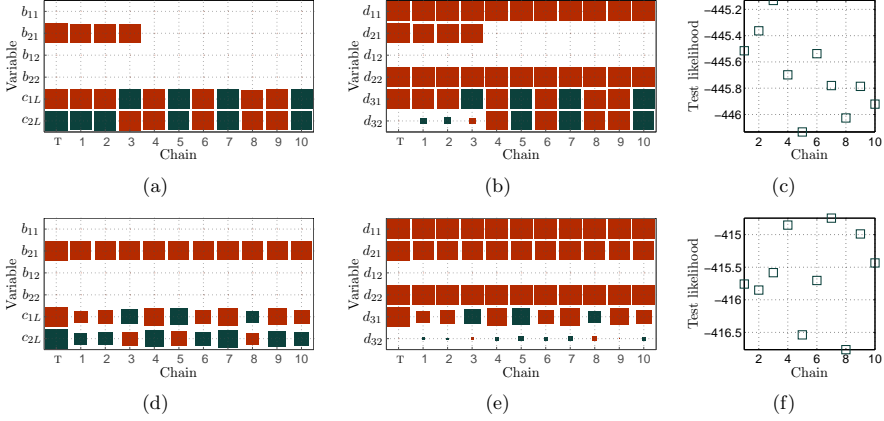 Variable
b11
b21
b12
b22
c1L
c2L
T 1 2 3 4 5 6 7 8 9 10
Chain
(a)
Variable
d11
d21
d12
d22
d31
d32
T 1 2 3 4 5 6 7 8 9 10
Chain
(b)
Test likelihood
−445.2
−445.4
−445.6
−445.8
−446
2 4 6 8 10
Chain
(c)
Variable
b11
b21
b12
b22
c1L
c2L
T 1 2 3 4 5 6 7 8 9 10
Chain
(d)
Variable
d11
d21
d12
d22
d31
d32
T 1 2 3 4 5 6 7 8 9 10
Chain
(e)
Test likelihood
−415
−415.5
−416
−416.5
2 4 6 8 10
Chain
(f)